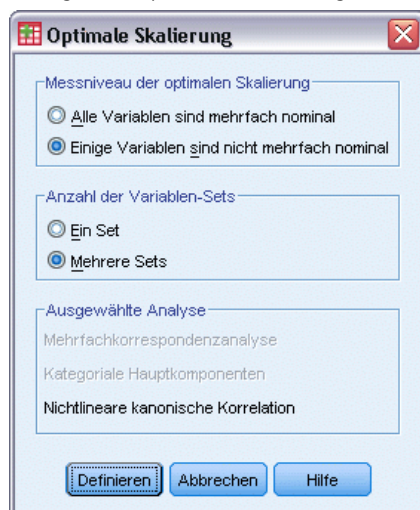 Optimale Skalierung
Messniveau der optimalen Skalierung
Alle Variablen sind mehrfach nominal
Einige Variablen sind nicht mehrfach nominal
Anzahl der Variablen-Sets
Ein Set
Mehrere Sets
Ausgewählte Analyse
Mehrfachkorrespondenzanalyse
Kategoriale Hauptkomponenten
Nichtlineare kanonische Korrelation
Definieren Abbrechen Hilfe